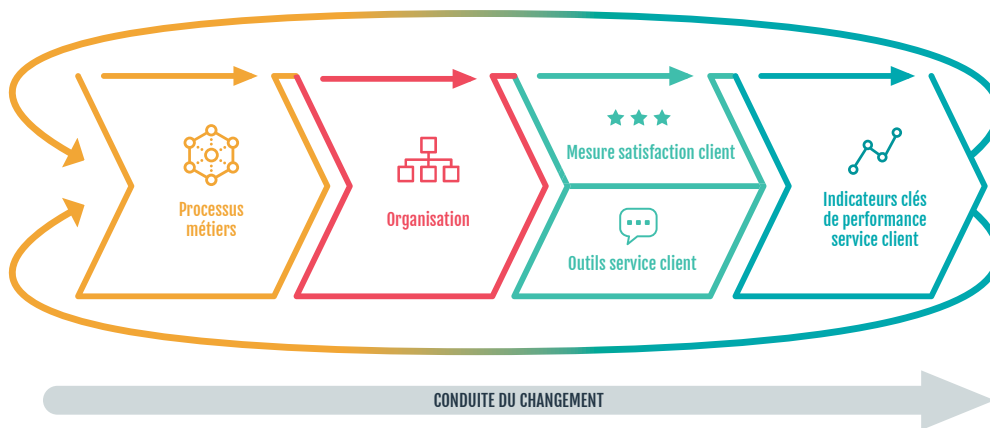 Processus
métiers
Organisation
Mesure satisfaction client
Outils service client
Indicateurs clés
de performance
service client
CONDUITE DU CHANGEMENT